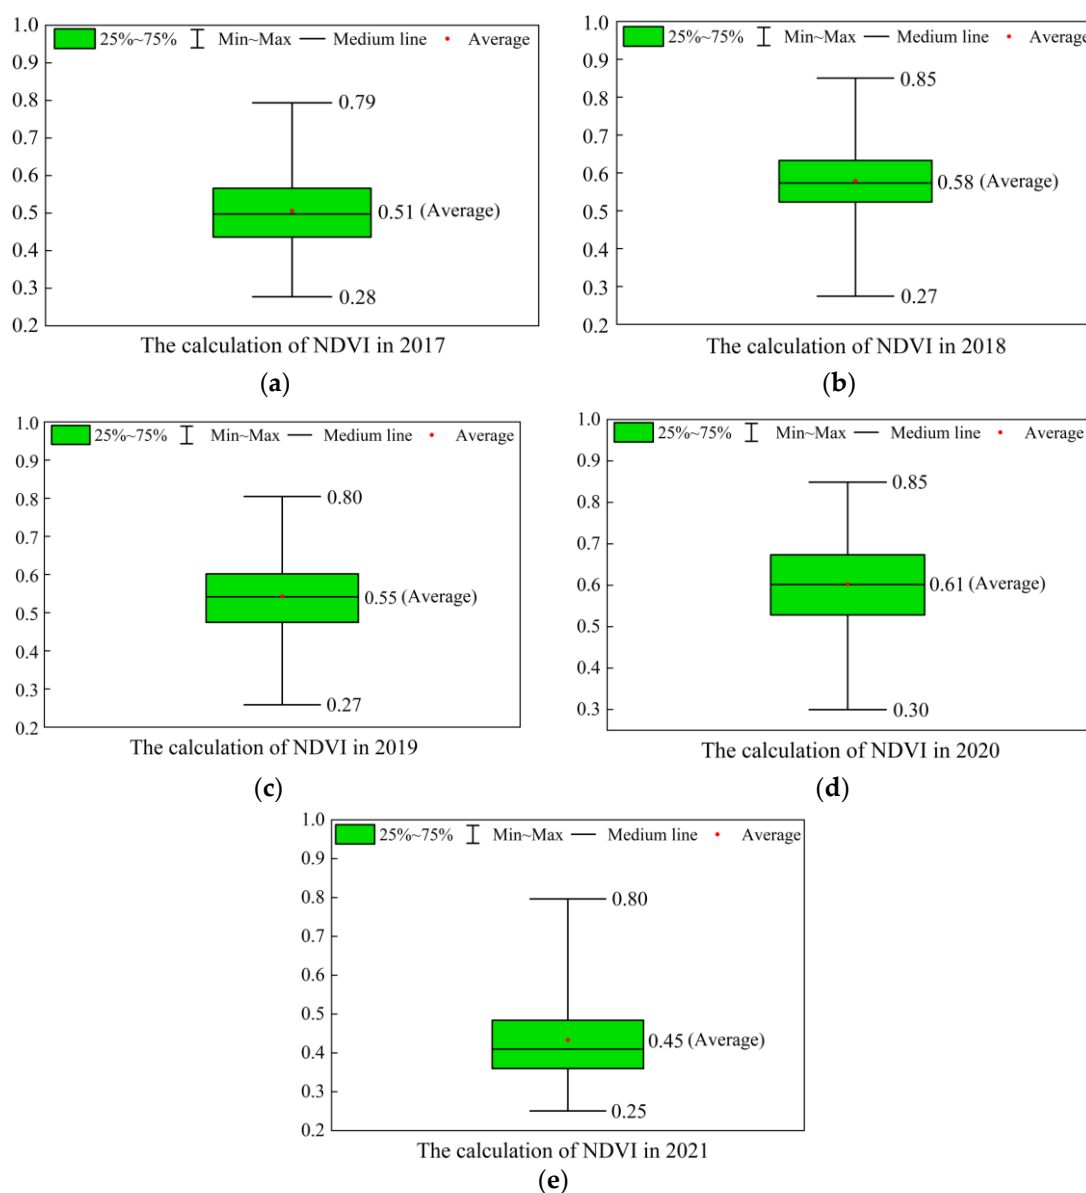 1.0
0.9
0.8
0.7
0.6
0.5
0.4
0.3
0.2
25%~75% Min~Max Medium line Average
0.79
0.51 (Average)
0.28
The calculation of NDVI in 2017
(a)
1.0
0.9
0.8
0.7
0.6
0.5
0.4
0.3
0.2
25%~75% Min~Max Medium line Average
0.85
0.58 (Average)
0.27
The calculation of NDVI in 2018
(b)
1.0
0.9
0.8
0.7
0.6
0.5
0.4
0.3
0.2
25%~75% Min~Max Medium line Average
0.80
0.55 (Average)
0.27
The calculation of NDVI in 2019
(c)
1.0
0.9
0.8
0.7
0.6
0.5
0.4
0.3
25%~75% Min~Max Medium line Average
0.85
0.61 (Average)
0.30
The calculation of NDVI in 2020
(d)
1.0
0.9
0.8
0.7
0.6
0.5
0.4
0.3
0.2
25%~75% Min~Max Medium line Average
0.80
0.45 (Average)
0.25
The calculation of NDVI in 2021
(e)